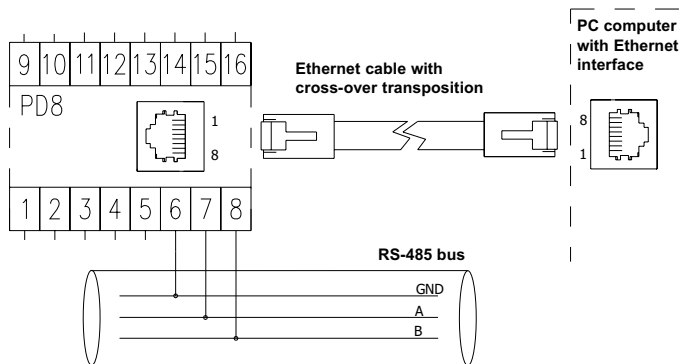 PC computer
with Ethernet
interface
9 10 11 12 13 14 15 16
Ethernet cable with
cross-over transposition
PD8
1
8
8
1
1 2 3 4 5 6 7 8
RS-485 bus
GND
A
B